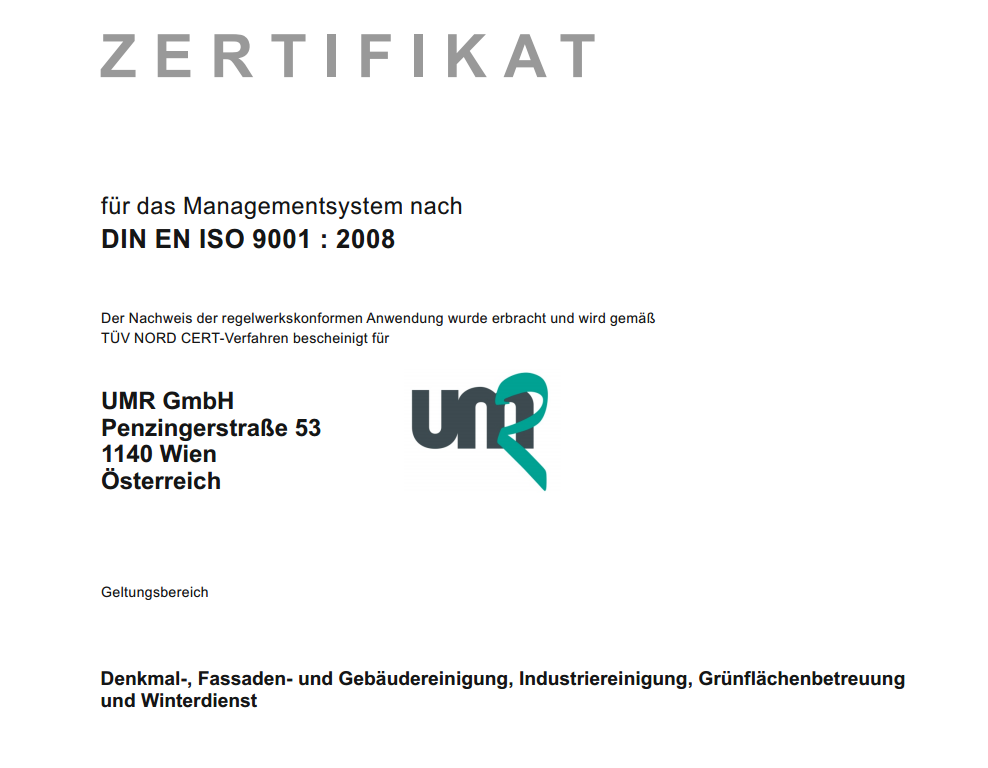 ZERTIFIKAT
für das Managementsystem nach
DIN EN ISO 9001 : 2008
Der Nachweis der regelwerkskonformen Anwendung wurde erbracht und wird gemäß
TÜV NORD CERT-Verfahren bescheinigt für
UMR GmbH
Penzingerstraße 53
1140 Wien
Österreich
umr
Geltungsbereich
Denkmal-, Fassaden- und Gebäudereinigung, Industriereinigung, Grünflächenbetreuung
und Winterdienst